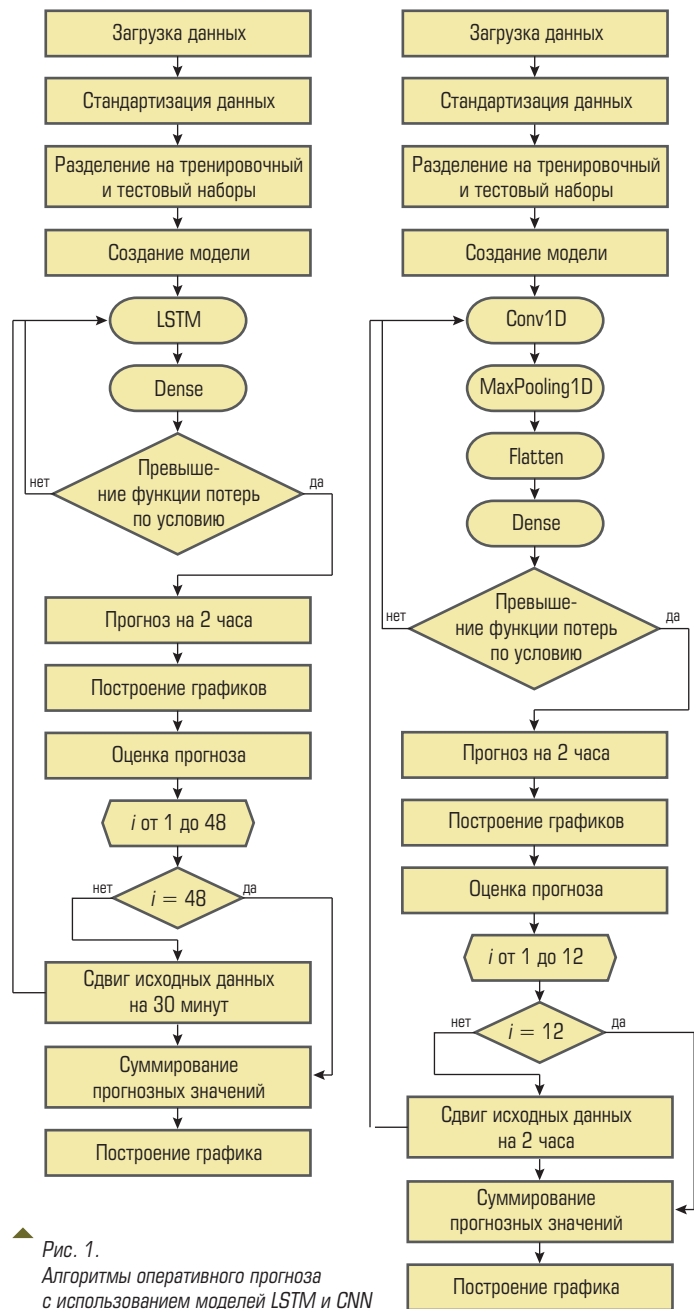 Загрузка данных
Стандартизация данных
Разделение на тренировочный
и тестовый наборы
Создание модели
LSTM
Dense
Превыше-
ние функции потерь
по условию
нет
да
Прогноз на 2 часа
Построение графиков
Оценка прогноза
i от 1 до 48
нет
i = 48
да
Сдвиг исходных данных
на 30 минут
Суммирование
прогнозных значений
Построение графика
Загрузка данных
Стандартизация данных
Разделение на тренировочный
и тестовый наборы
Создание модели
Conv1D
MaxPooling1D
Flatten
Dense
Превыше-
ние функции потерь
по условию
нет
да
Прогноз на 2 часа
Построение графиков
Оценка прогноза
i от 1 до 12
нет
i = 12
да
Сдвиг исходных данных
на 2 часа
Суммирование
прогнозных значений
Построение графика
Рис. 1.
Алгоритмы оперативного прогноза
с использованием моделей LSTM и CNN